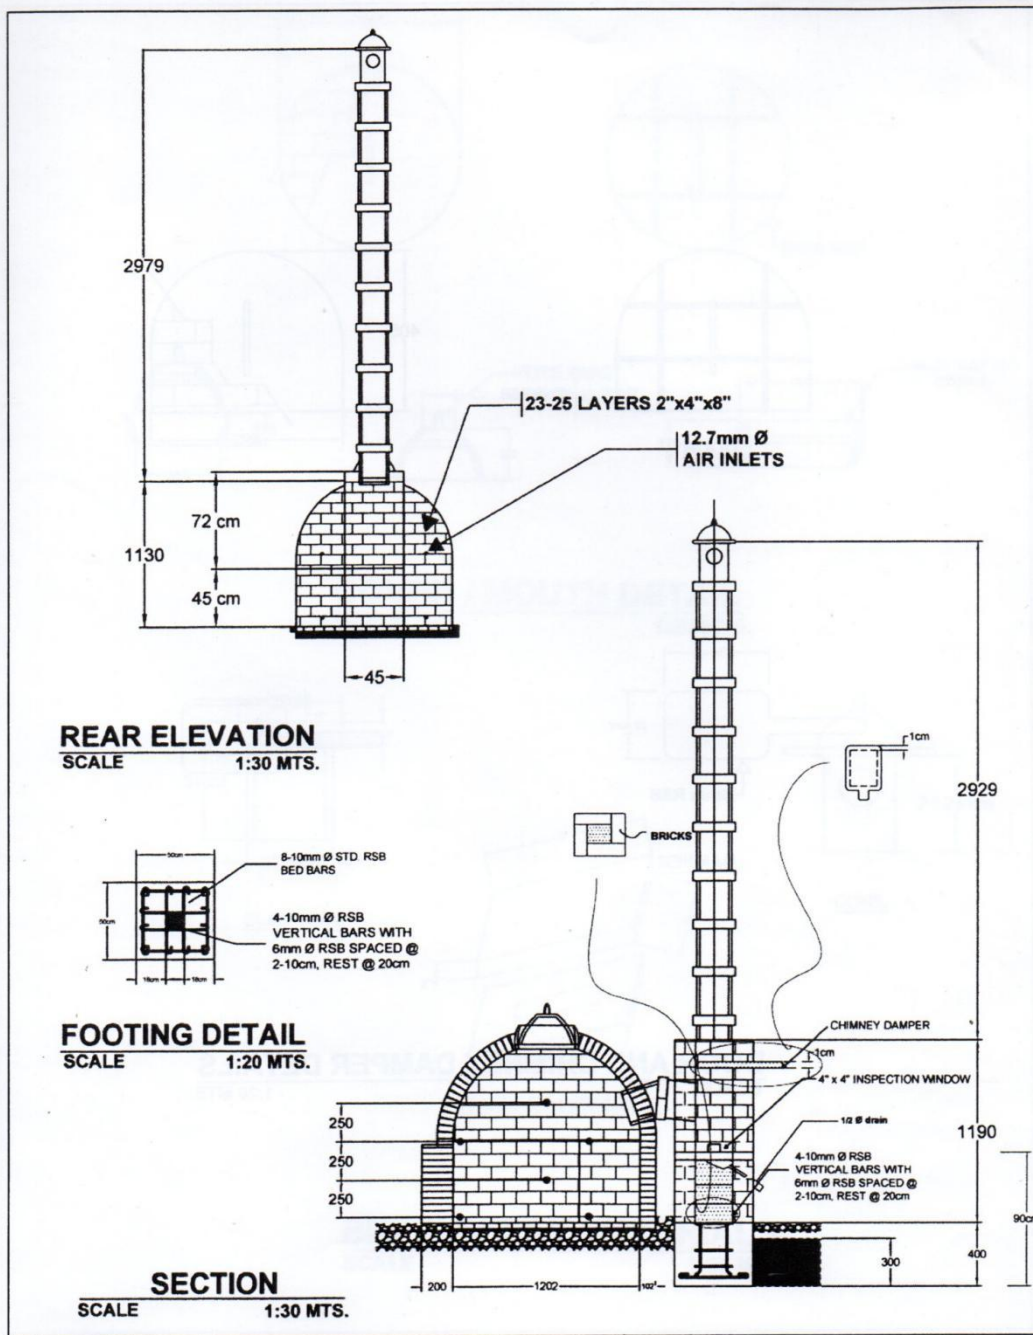 2979
23-25 LAYERS 2"x4"x8"
12.7mm Ø
AIR INLETS
72 cm
1130
45 cm
45
REAR ELEVATION
SCALE 1:30 MTS.
1cm
2929
BRICKS
50cm
8-10mm Ø STD. RSB
BED BARS
50cm
4-10mm Ø RSB
VERTICAL BARS WITH
6mm Ø RSB SPACED @
2-10cm, REST @ 20cm
18cm
18cm
FOOTING DETAIL
SCALE 1:20 MTS.
CHIMNEY DAMPER
1cm
4" x 4" INSPECTION WINDOW
1/2 Ø drain
250
250
250
1190
4-10mm Ø RSB
VERTICAL BARS WITH
6mm Ø RSB SPACED @
2-10cm, REST @ 20cm
300
400
200
1202
SECTION
SCALE 1:30 MTS.